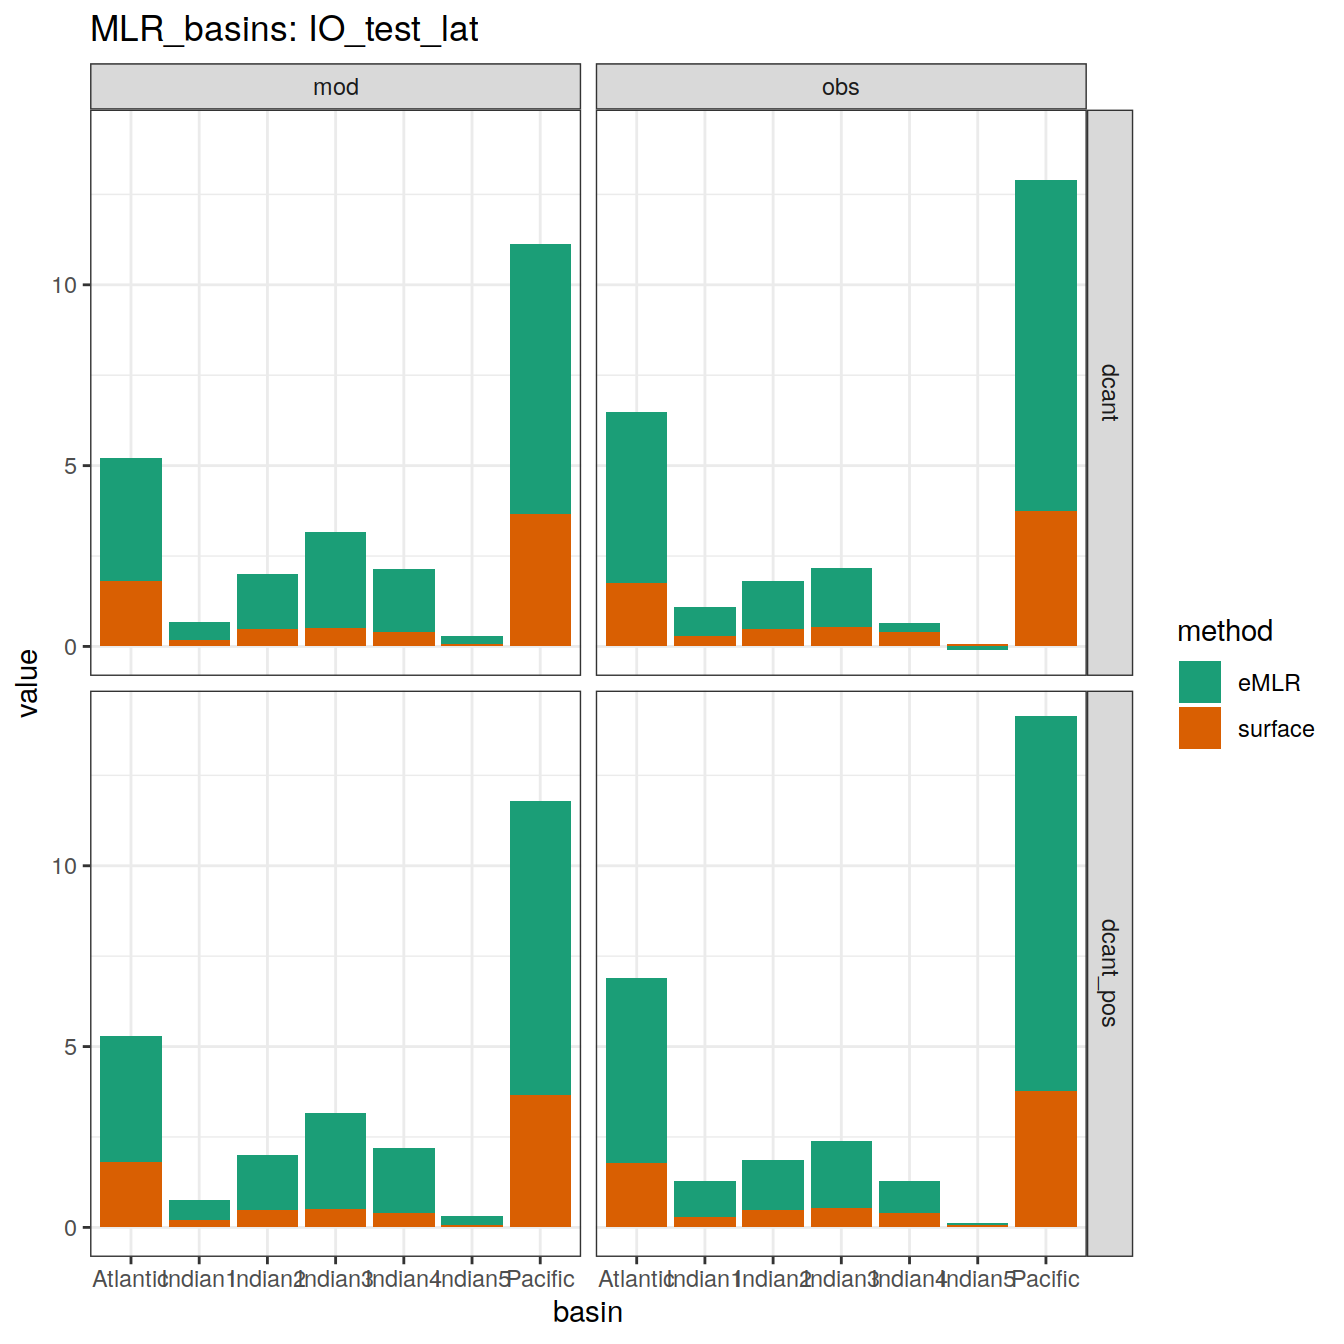 MLR_basins: IO_test_lat
mod
obs
dcant
dcant_pos
10
5
0
10
5
0
value
Atlantic Indian1 Indian2 Indian3 Indian4 Indian5 Pacific
Atlantic Indian1 Indian2 Indian3 Indian4 Indian5 Pacific
basin
method
eMLR
surface